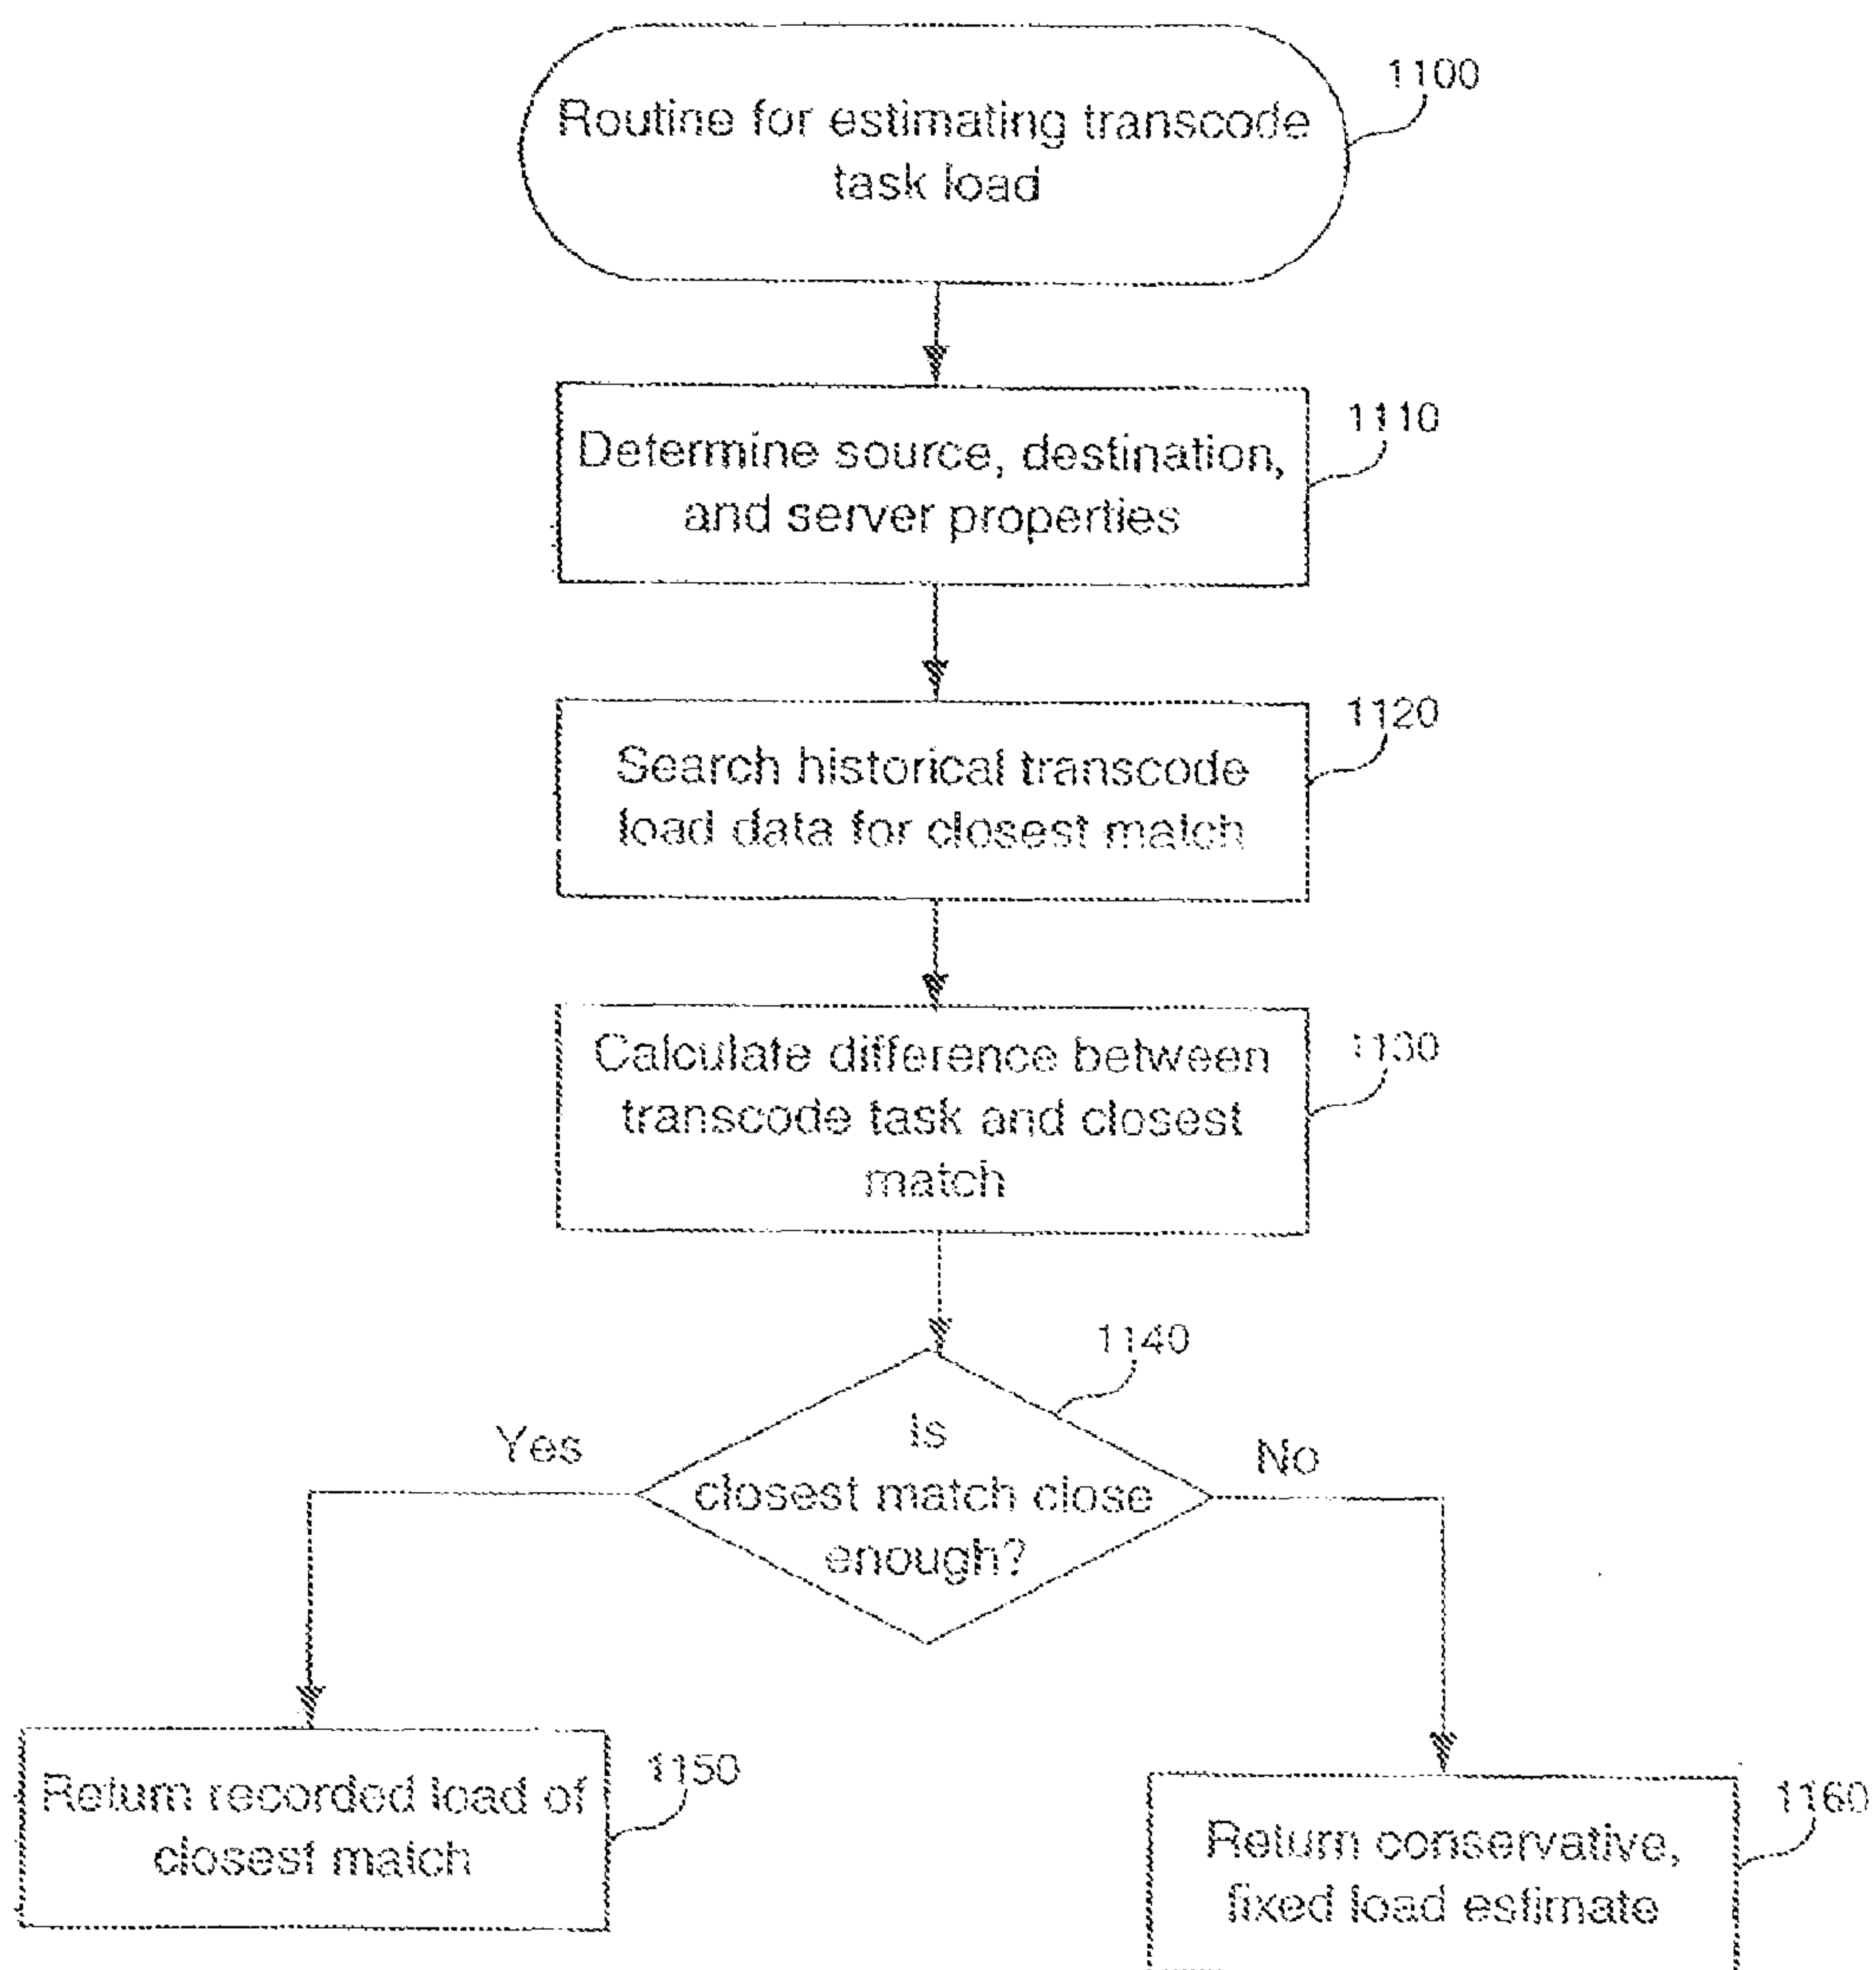 Routine for estimating transcode
task load
1100
Determine source, destination,
and server properties
1110
Search historical transcode
load data for closest match
1120
Calculate difference between
transcode task and closest
match
1130
Is
closest match close
enough?
1140
Yes
No
Return recorded load of
closest match
1150
Return conservative,
fixed load estimate
1160